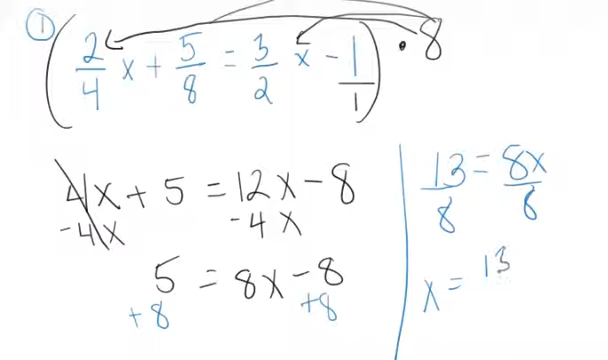 ① ( 2/4 x + 5/8 = 3/2 x - 1/1 ) • 8
4x + 5 = 12x - 8
-4x -4x
5 = 8x - 8
+8 +8
13 = 8x
8 8
x = 13